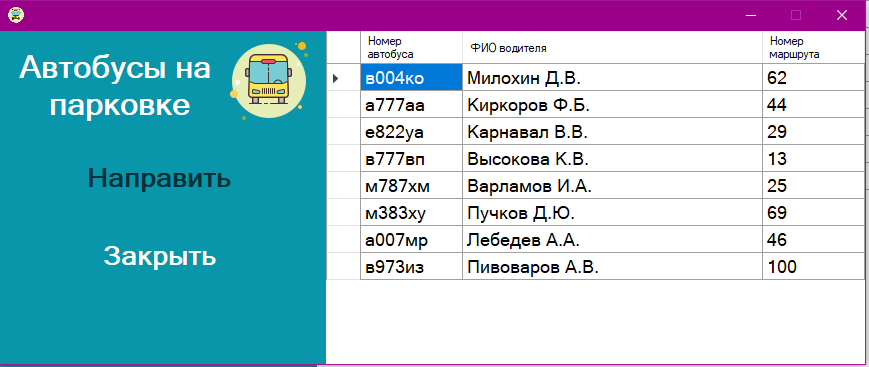 Автобусы на
парковке
Направить
Закрыть
Номер автобуса ФИО водителя Номер маршрута
в004ко Милохин Д.В. 62
а777аа Киркоров Ф.Б. 44
е822уа Карнавал В.В. 29
в777вп Высокова К.В. 13
м787хм Варламов И.А. 25
м383ху Пучков Д.Ю. 69
а007мр Лебедев А.А. 46
в973из Пивоваров А.В. 100